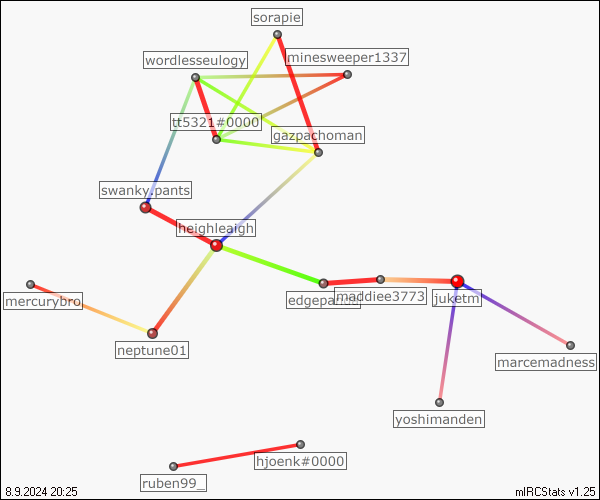 sorapie
minesweeper1337
wordlesseulogy
tt5321#0000
gazpachoman
swanky.pants
heighleaigh
mercurybro
maddiee3773
juketm
neptune01
marcemadness
yoshimanden
hjoenk#0000
ruben99_
8.9.2024 20:25
mIRCStats v1.25